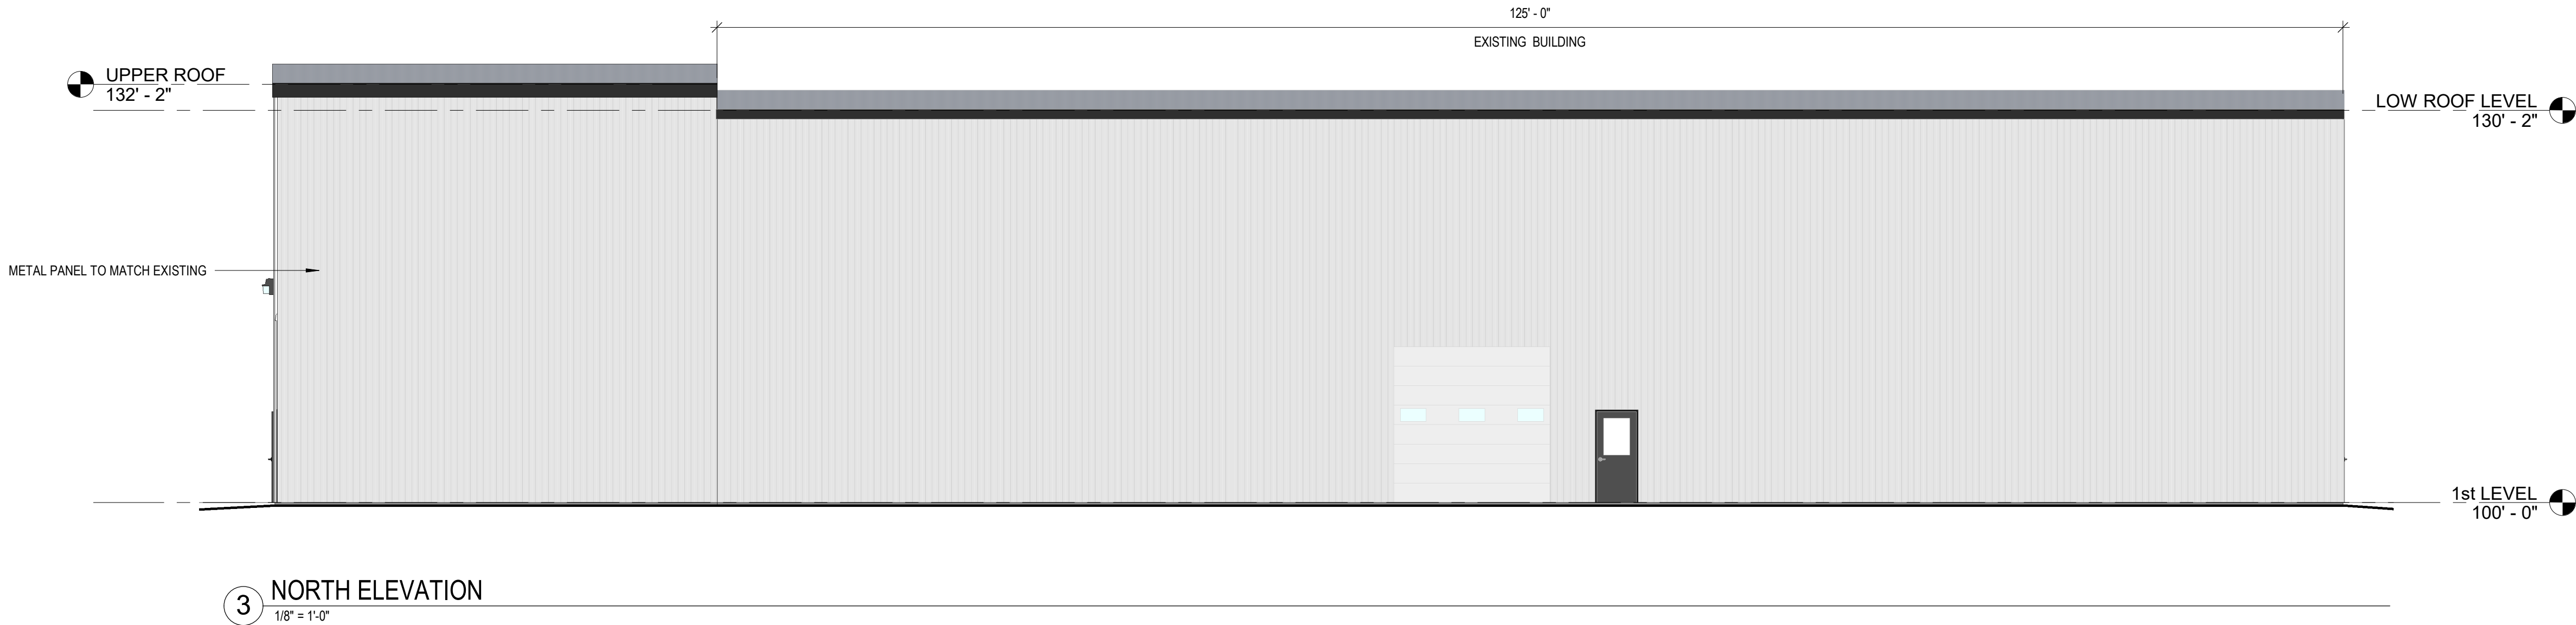 125' - 0"
EXISTING BUILDING
UPPER ROOF
132' - 2"
LOW ROOF LEVEL
130' - 2"
METAL PANEL TO MATCH EXISTING
1st LEVEL
100' - 0"
3
NORTH ELEVATION
1/8" = 1'-0"